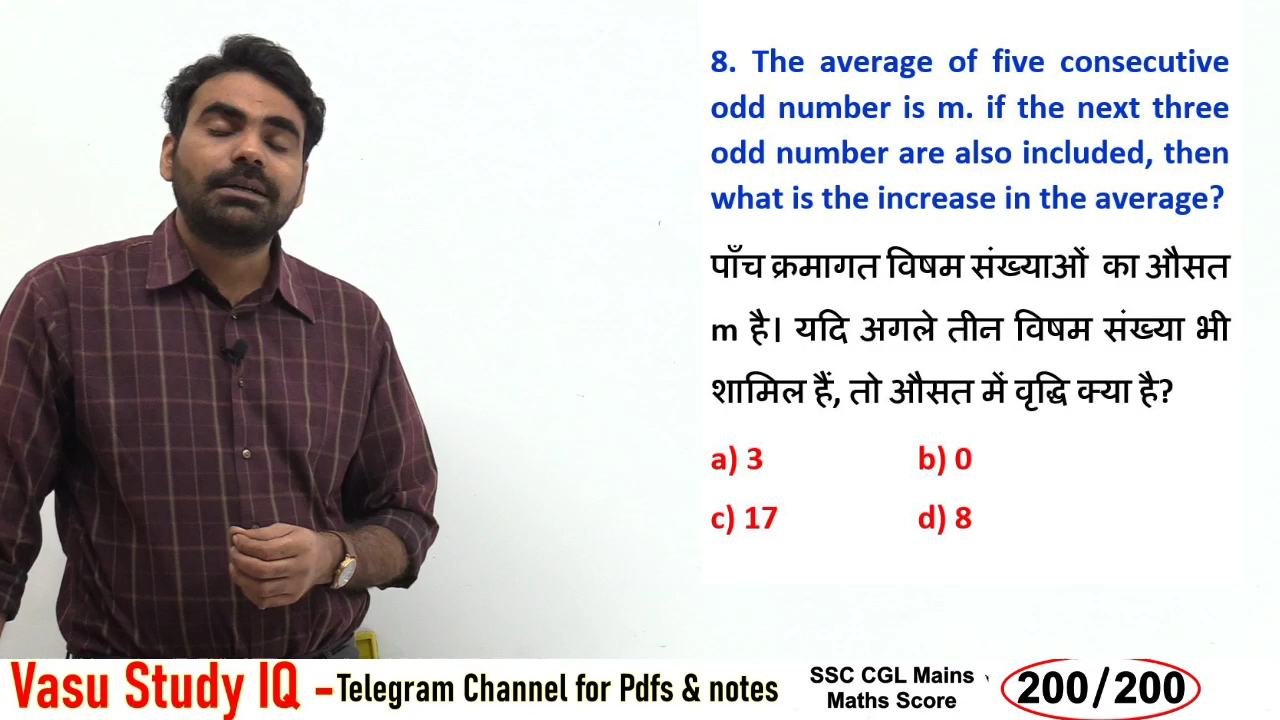 8. The average of five consecutive
odd number is m. if the next three
odd number are also included, then
what is the increase in the average?
पाँच क्रमागत विषम संख्याओं का औसत
m है। यदि अगले तीन विषम संख्या भी
शामिल हैं, तो औसत में वृद्धि क्या है?
a) 3 b) 0
c) 17 d) 8
Vasu Study IQ - Telegram Channel for Pdfs & notes
SSC CGL Mains
Maths Score
200/200